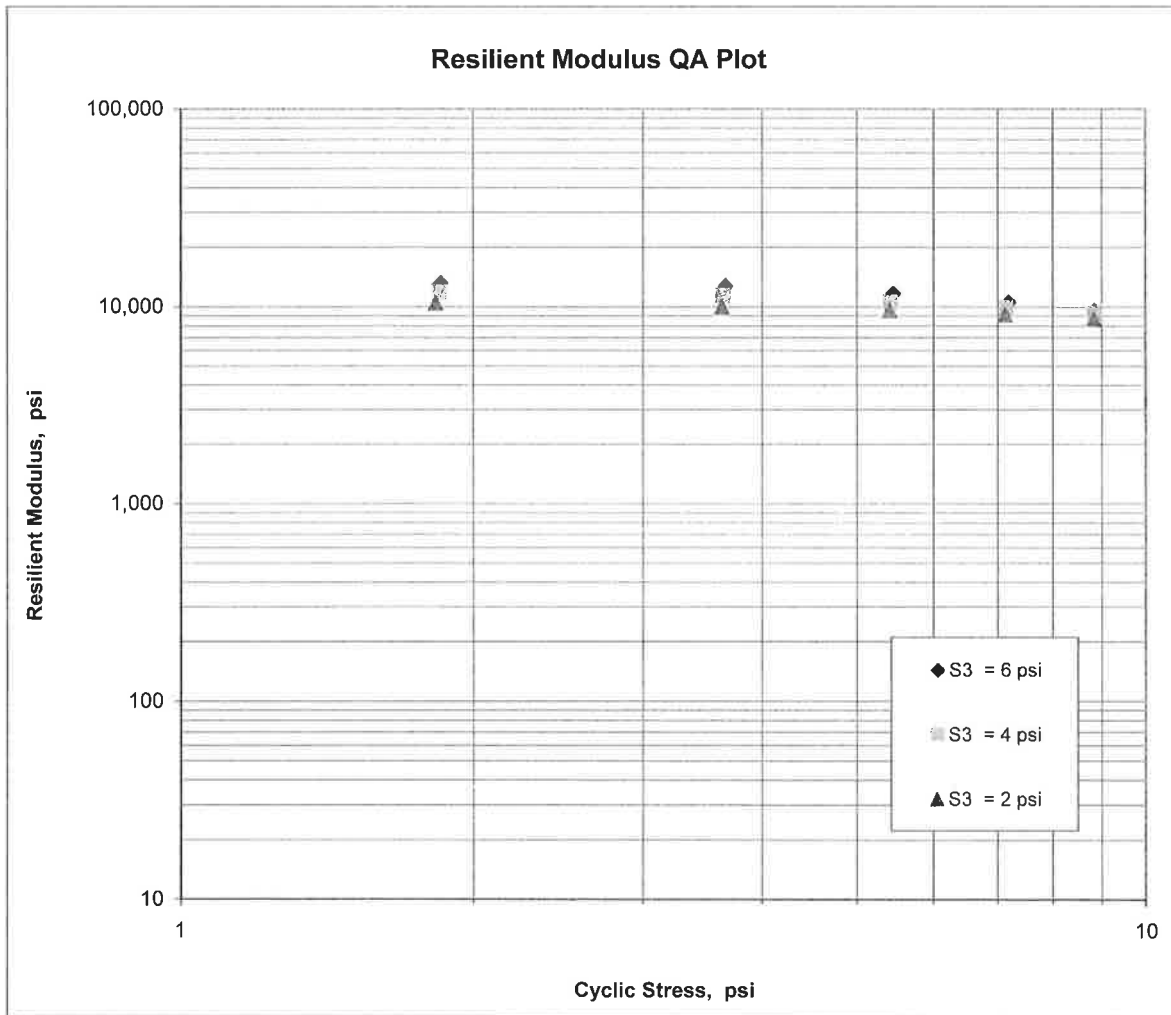 Resilient Modulus QA Plot
100,000
10,000
1,000
100
10
Resilient Modulus, psi
S3 = 6 psi
S3 = 4 psi
S3 = 2 psi
1
10
Cyclic Stress, psi